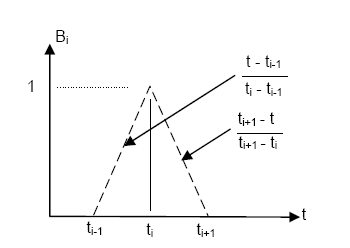 Bᵢ
t - tᵢ₋₁
tᵢ - tᵢ₋₁
1
tᵢ₊₁ - t
tᵢ₊₁ - tᵢ
t
tᵢ₋₁ tᵢ tᵢ₊₁